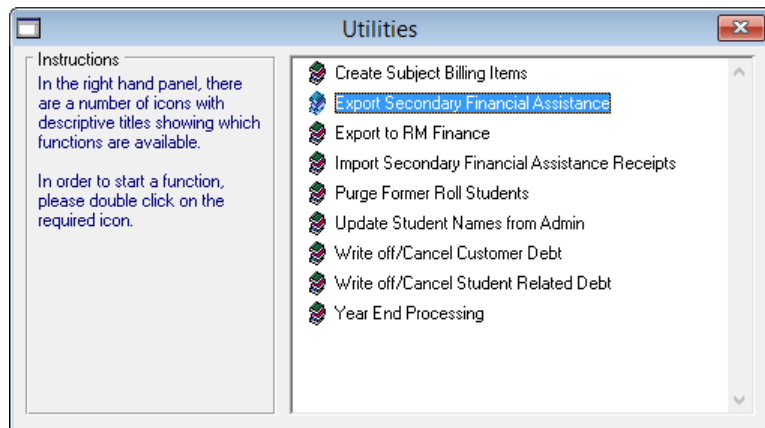 Utilities
Instructions
In the right hand panel, there
are a number of icons with
descriptive titles showing which
functions are available.
In order to start a function,
please double click on the
required icon.
Create Subject Billing Items
Export Secondary Financial Assistance
Export to RM Finance
Import Secondary Financial Assistance Receipts
Purge Former Roll Students
Update Student Names from Admin
Write off/Cancel Customer Debt
Write off/Cancel Student Related Debt
Year End Processing